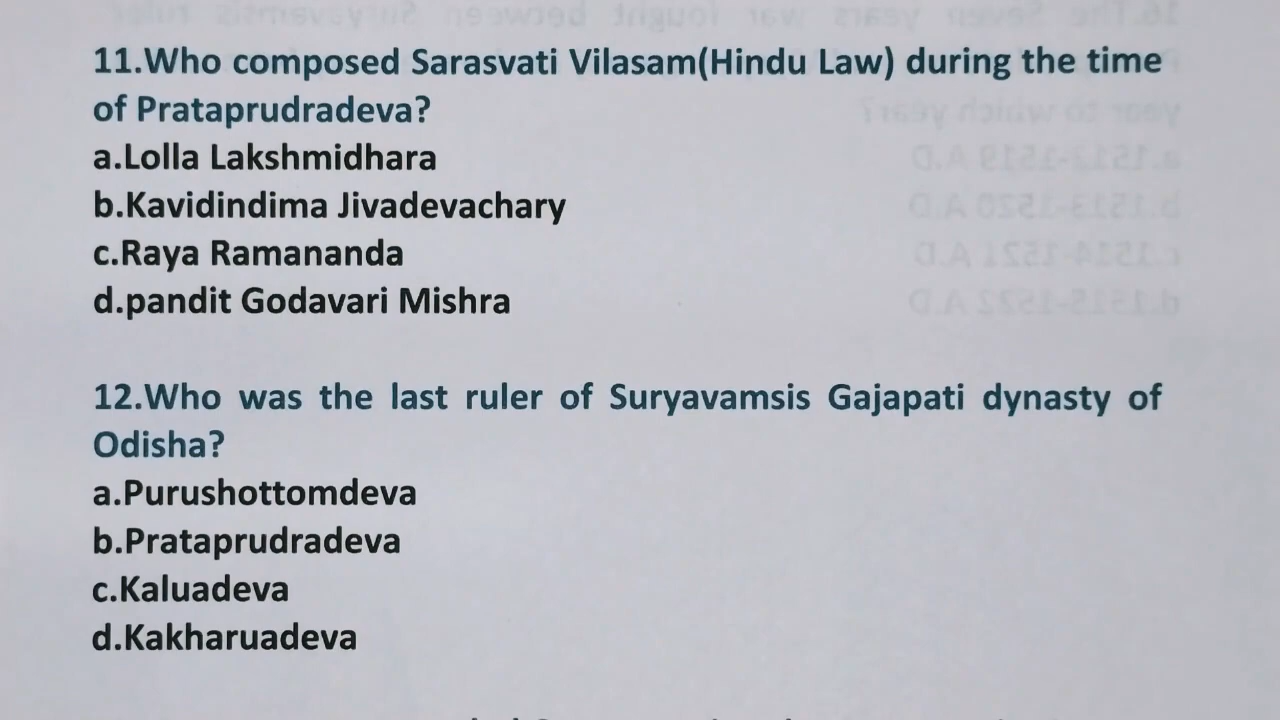 11.Who composed Sarasvati Vilasam(Hindu Law) during the time
of Prataprudradeva?
a.Lolla Lakshmidhara
b.Kavidindima Jivadevachary
c.Raya Ramananda
d.pandit Godavari Mishra
12.Who was the last ruler of Suryavamsis Gajapati dynasty of
Odisha?
a.Purushottomdeva
b.Prataprudradeva
c.Kaluadeva
d.Kakharuadeva